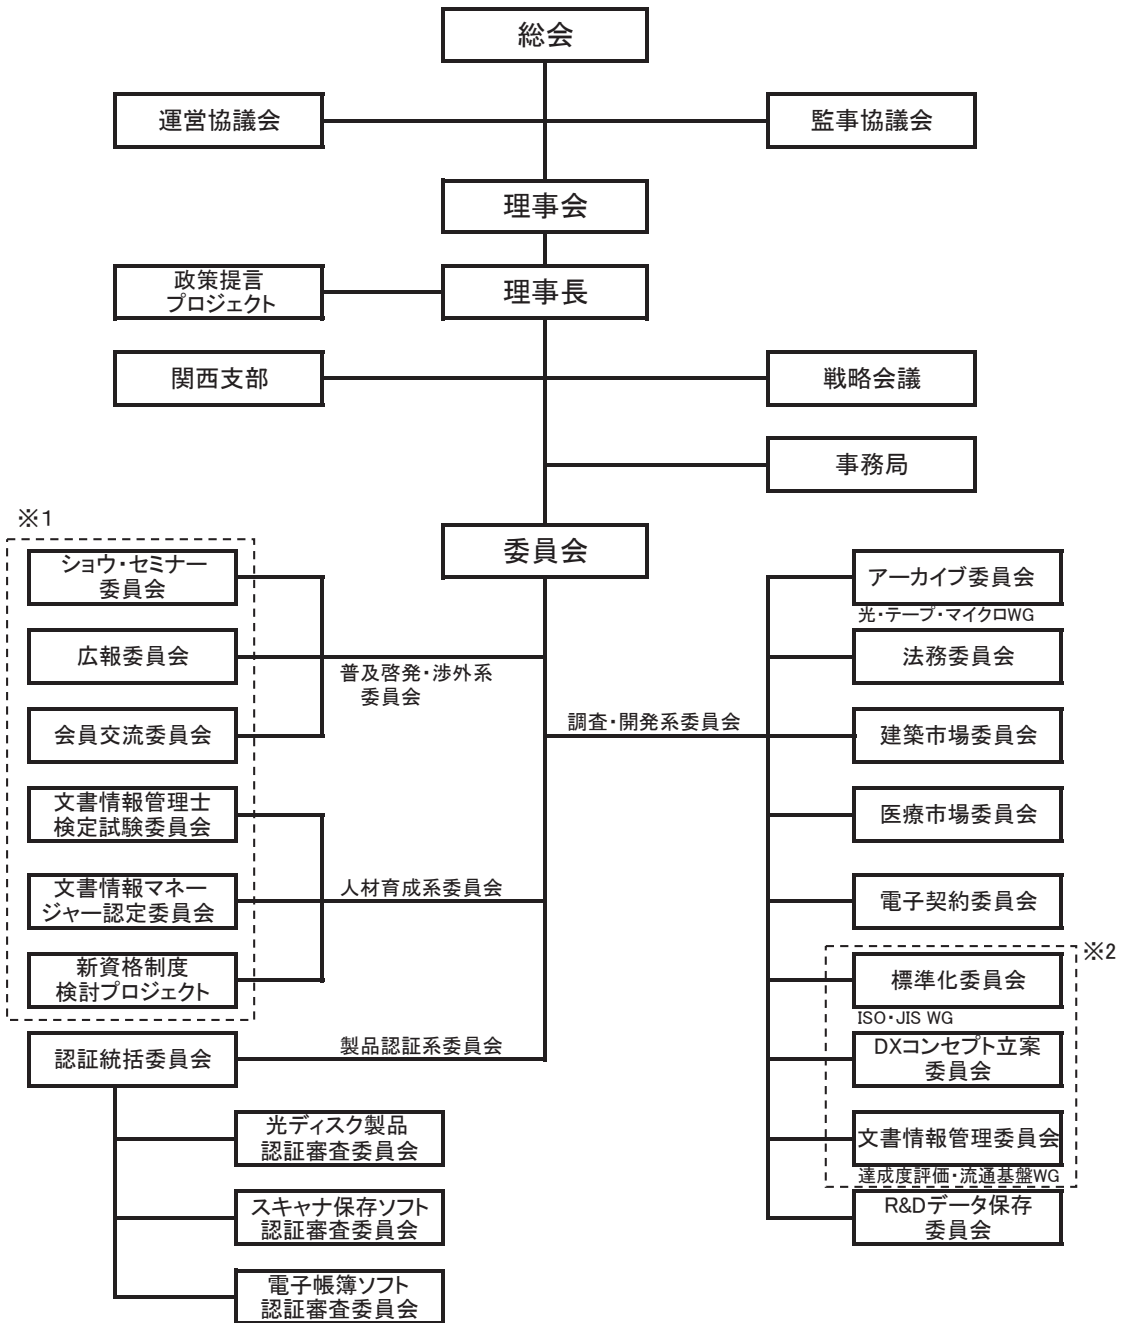 総会
運営協議会
監事協議会
理事会
政策提言
プロジェクト
理事長
関西支部
戦略会議
事務局
※1
委員会
ショウ・セミナー
委員会
広報委員会
会員交流委員会
普及啓発・渉外系
委員会
文書情報管理士
検定試験委員会
文書情報マネー
ジャー認定委員会
新資格制度
検討プロジェクト
人材育成系委員会
認証統括委員会
製品認証系委員会
光ディスク製品
認証審査委員会
スキャナ保存ソフト
認証審査委員会
電子帳簿ソフト
認証審査委員会
調査・開発系委員会
アーカイブ委員会
光・テープ・マイクロWG
法務委員会
建築市場委員会
医療市場委員会
電子契約委員会
※2
標準化委員会
ISO・JIS WG
DXコンセプト立案
委員会
文書情報管理委員会
達成度評価・流通基盤WG
R&Dデータ保存
委員会